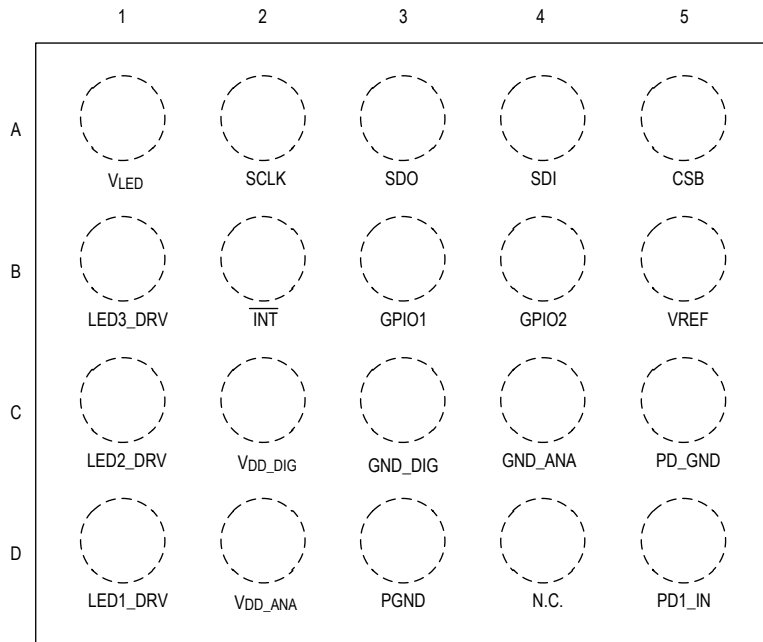 1 2 3 4 5
A
VLED SCLK SDO SDI CSB
B
LED3_DRV INT GPIO1 GPIO2 VREF
C
LED2_DRV VDD_DIG GND_DIG GND_ANA PD_GND
D
LED1_DRV VDD_ANA PGND N.C. PD1_IN